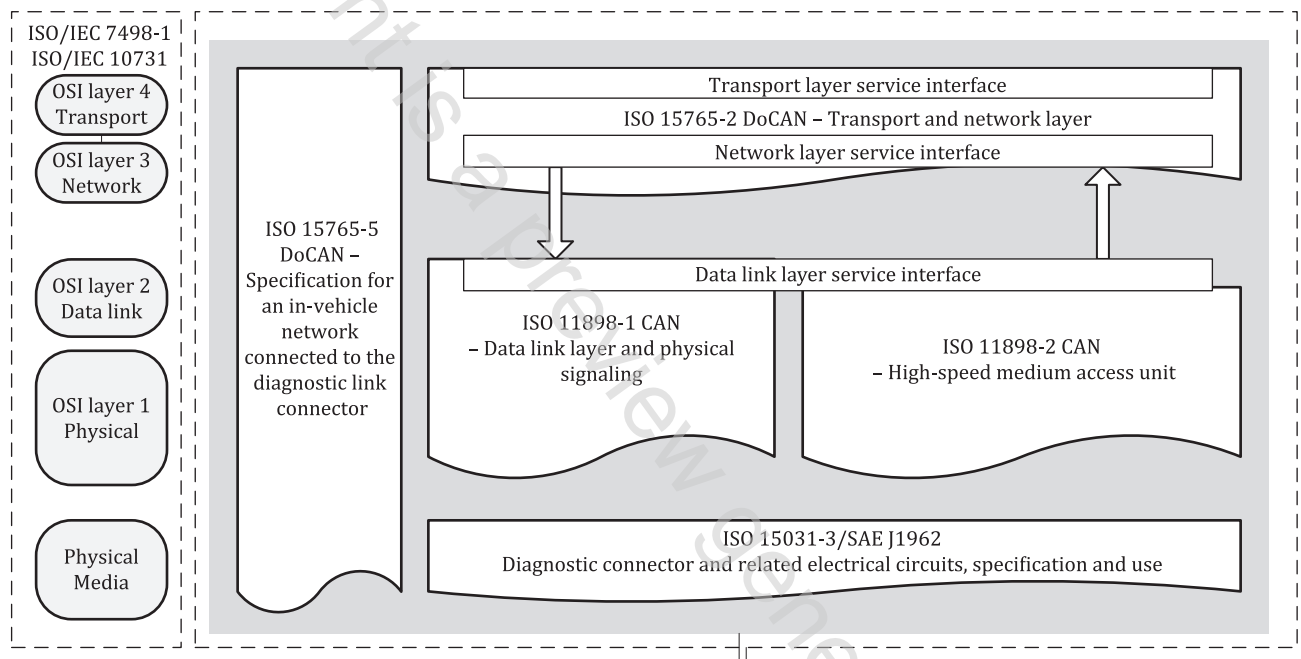 ISO/IEC 7498-1
ISO/IEC 10731
OSI layer 4
Transport
OSI layer 3
Network
OSI layer 2
Data link
OSI layer 1
Physical
Physical
Media
ISO 15765-5
DoCAN –
Specification for
an in-vehicle
network
connected to the
diagnostic link
connector
Transport layer service interface
ISO 15765-2 DoCAN – Transport and network layer
Network layer service interface
Data link layer service interface
ISO 11898-1 CAN
– Data link layer and physical
signaling
ISO 11898-2 CAN
– High-speed medium access unit
ISO 15031-3/SAE J1962
Diagnostic connector and related electrical circuits, specification and use
is a preview